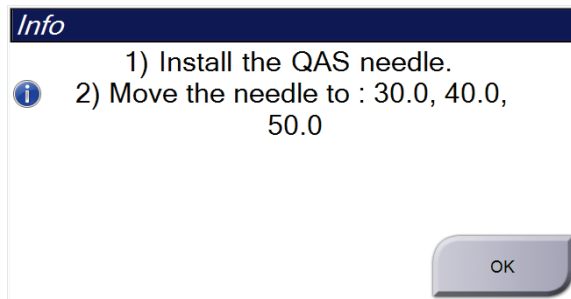 Info
1) Install the QAS needle.
2) Move the needle to : 30.0, 40.0,
50.0
OK